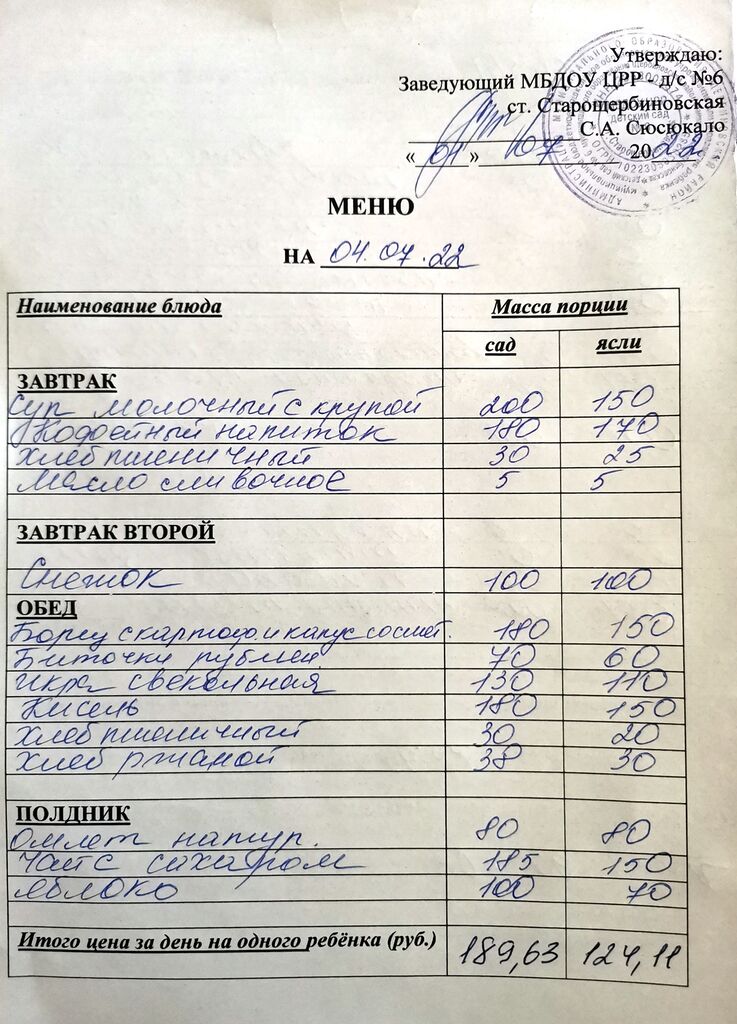 Утверждаю:
Заведующий МБДОУ ЦРР - д/с №6
ст. Старощербиновская
С.А. Сюсюкало
«01» 07 2022
МЕНЮ
НА 04.07.22
Наименование блюда Масса порции
сад ясли
ЗАВТРАК
Суп молочный с крупой 200 150
Кофейный напиток 180 170
Хлеб пшеничный 30 25
Масло сливочное 5 5
ЗАВТРАК ВТОРОЙ
Снежок 100 100
ОБЕД
Борщ с картоф. и капус со смет. 180 150
Биточки рублен. 70 60
Икра свекольная 130 110
Кисель 180 150
Хлеб пшеничный 30 20
Хлеб ржаной 38 30
ПОЛДНИК
Омлет натур. 80 80
Чай с сахаром 185 150
Яблоко 100 70
Итого цена за день на одного ребёнка (руб.) 189,63 124,11